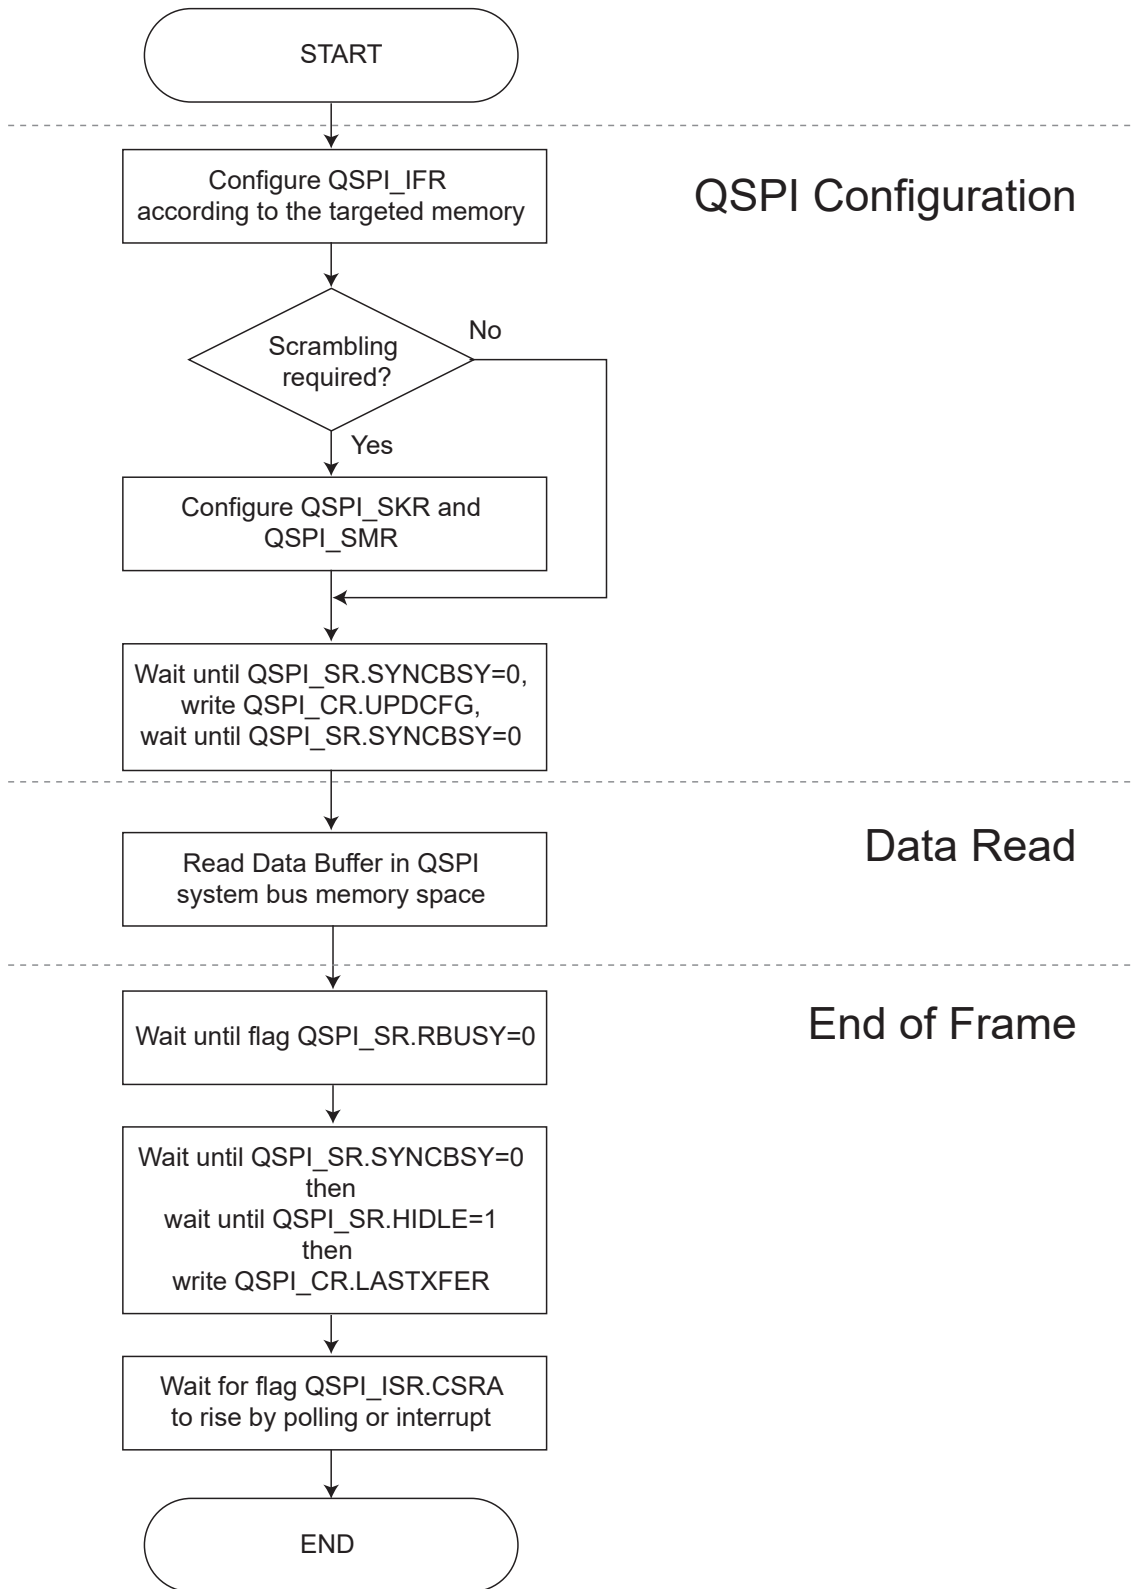 START
QSPI Configuration
Configure QSPI_IFR
according to the targeted memory
No
Scrambling
required?
Yes
Configure QSPI_SKR and
QSPI_SMR
Wait until QSPI_SR.SYNCBSY=0,
write QSPI_CR.UPDCFG,
wait until QSPI_SR.SYNCBSY=0
Data Read
Read Data Buffer in QSPI
system bus memory space
End of Frame
Wait until flag QSPI_SR.RBUSY=0
Wait until QSPI_SR.SYNCBSY=0
then
wait until QSPI_SR.HIDLE=1
then
write QSPI_CR.LASTXFER
Wait for flag QSPI_ISR.CSRA
to rise by polling or interrupt
END